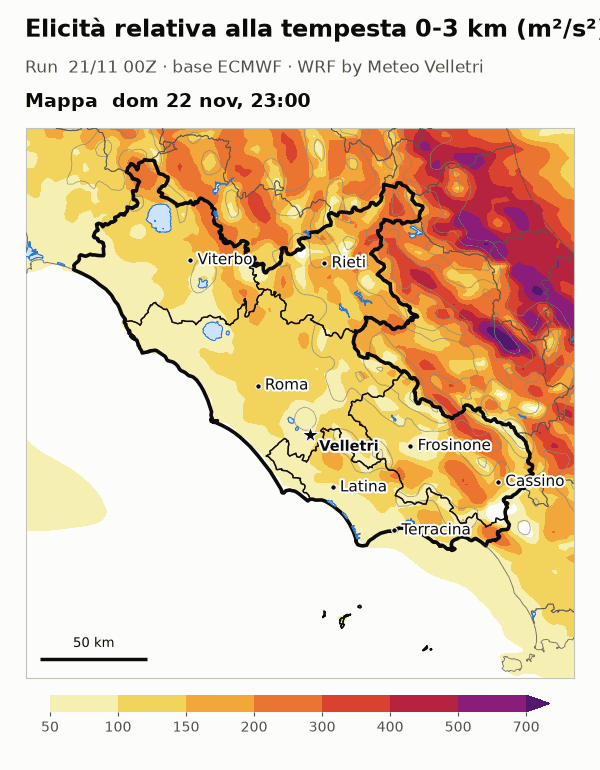 Elicità relativa alla tempesta 0-3 km (m²/s²)
Run 21/11 00Z · base ECMWF · WRF by Meteo Velletri
Mappa dom 22 nov, 23:00
Viterbo
Rieti
Roma
Velletri
Frosinone
Cassino
Latina
Terracina
50 km
50 100 150 200 300 400 500 700